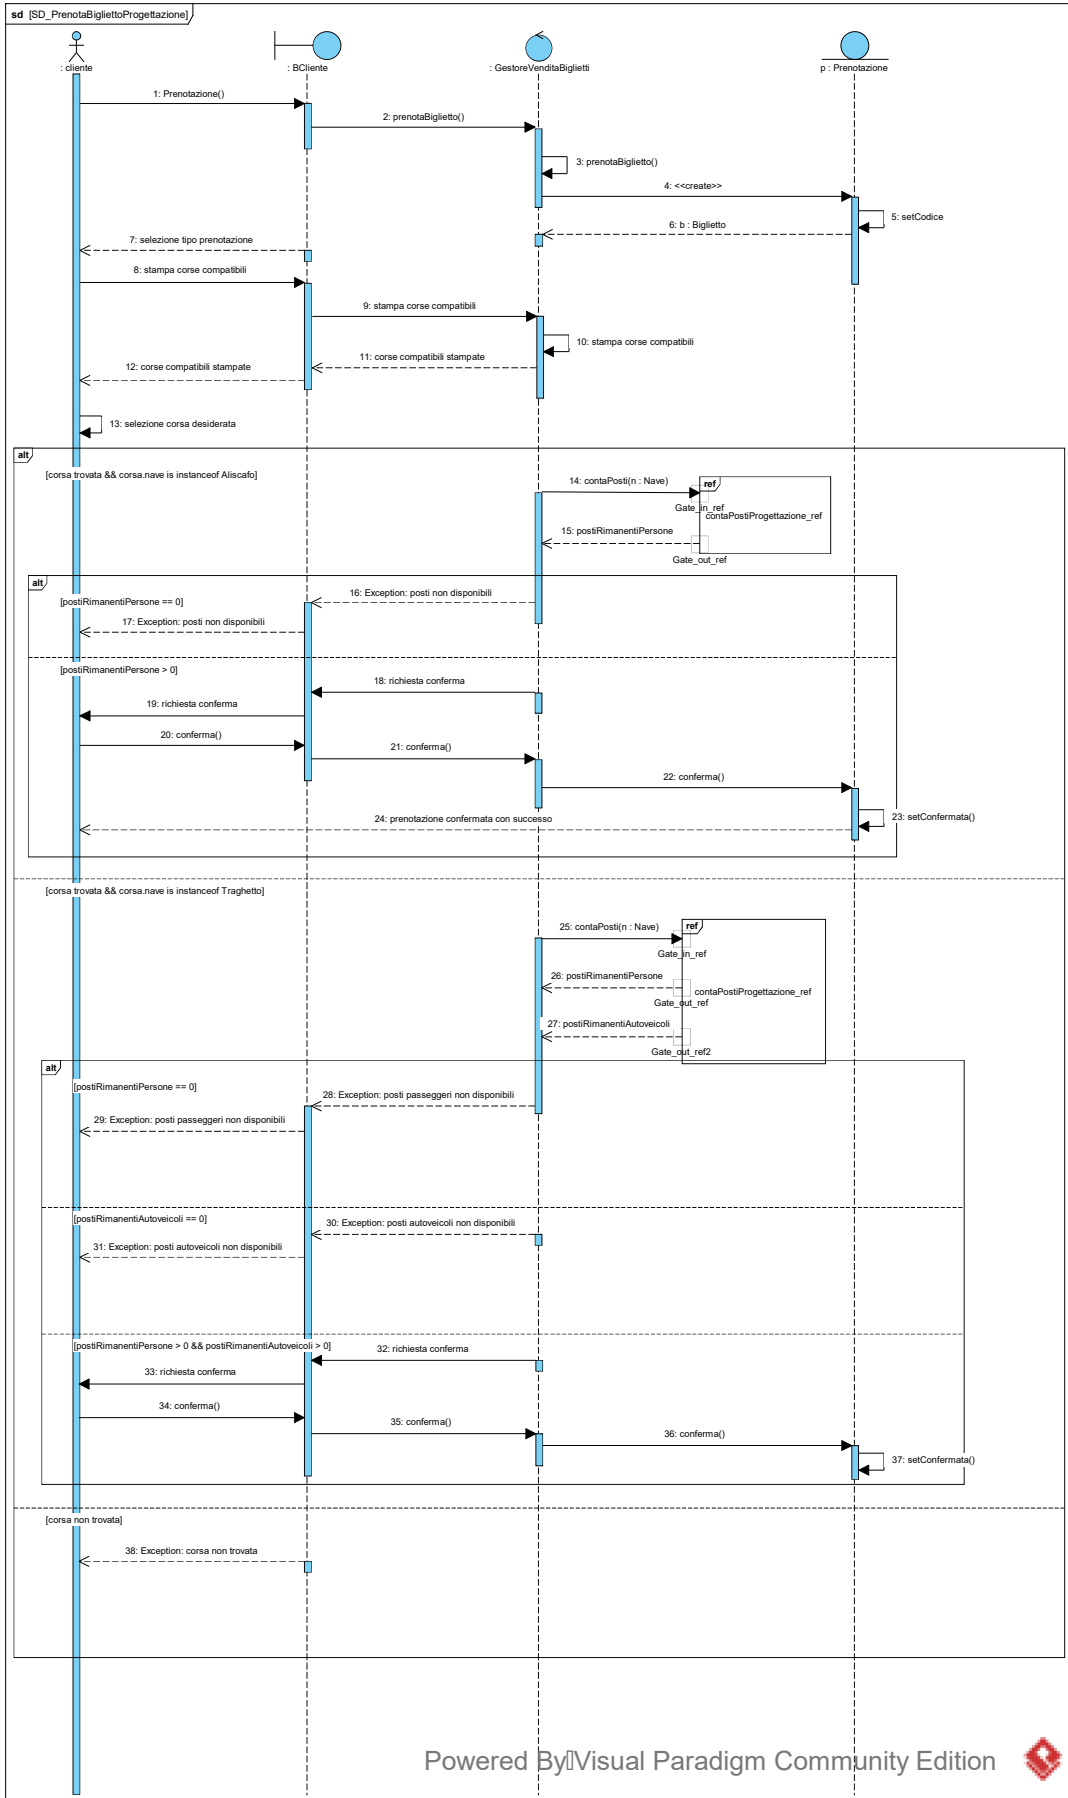 sd [SD_PrenotaBigliettoProgettazione]
: cliente
: BCliente
: GestoreVenditaBiglietti
p : Prenotazione
1: Prenotazione()
2: prenotaBiglietto()
3: prenotaBiglietto()
4: <<create>>
5: setCodice
6: b : Biglietto
7: selezione tipo prenotazione
8: stampa corse compatibili
9: stampa corse compatibili
10: stampa corse compatibili
11: corse compatibili stampate
12: corse compatibili stampate
13: selezione corsa desiderata
alt
[corsa trovata && corsa.nave is instanceof Aliscafo]
14: contaPosti(n : Nave)
ref
Gate_in_ref
contaPostiProgettazione_ref
15: postiRimanentiPersone
Gate_out_ref
alt
[postiRimanentiPersone == 0]
16: Exception: posti non disponibili
17: Exception: posti non disponibili
[postiRimanentiPersone > 0]
18: richiesta conferma
19: richiesta conferma
20: conferma()
21: conferma()
22: conferma()
23: setConfermata()
24: prenotazione confermata con successo
[corsa trovata && corsa.nave is instanceof Traghetto]
25: contaPosti(n : Nave)
ref
Gate_in_ref
26: postiRimanentiPersone
contaPostiProgettazione_ref
Gate_out_ref
27: postiRimanentiAutoveicoli
Gate_out_ref2
alt
[postiRimanentiPersone == 0]
28: Exception: posti passeggeri non disponibili
29: Exception: posti passeggeri non disponibili
[postiRimanentiAutoveicoli == 0]
30: Exception: posti autoveicoli non disponibili
31: Exception: posti autoveicoli non disponibili
[postiRimanentiPersone > 0 && postiRimanentiAutoveicoli > 0]
32: richiesta conferma
33: richiesta conferma
34: conferma()
35: conferma()
36: conferma()
37: setConfermata()
[corsa non trovata]
38: Exception: corsa non trovata
Powered By Visual Paradigm Community Edition